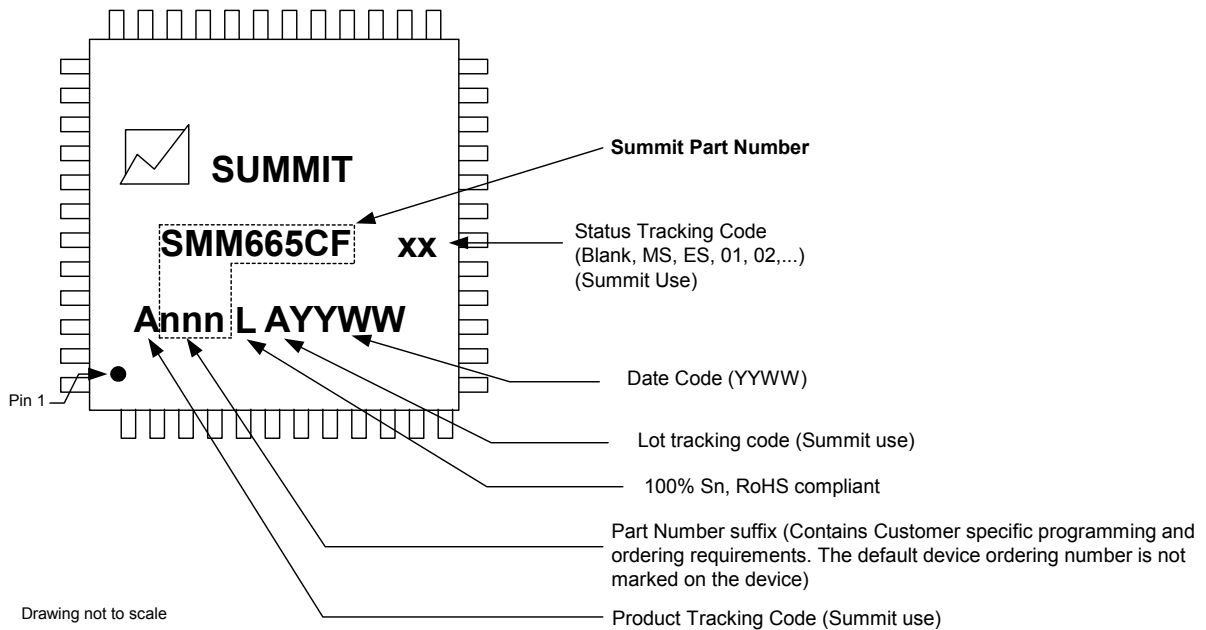 SUMMIT
Summit Part Number
SMM665CF xx
Status Tracking Code
(Blank, MS, ES, 01, 02,...)
(Summit Use)
Annn L AYYWW
Date Code (YYWW)
Pin 1
Lot tracking code (Summit use)
100% Sn, RoHS compliant
Part Number suffix (Contains Customer specific programming and
ordering requirements. The default device ordering number is not
marked on the device)
Drawing not to scale
Product Tracking Code (Summit use)